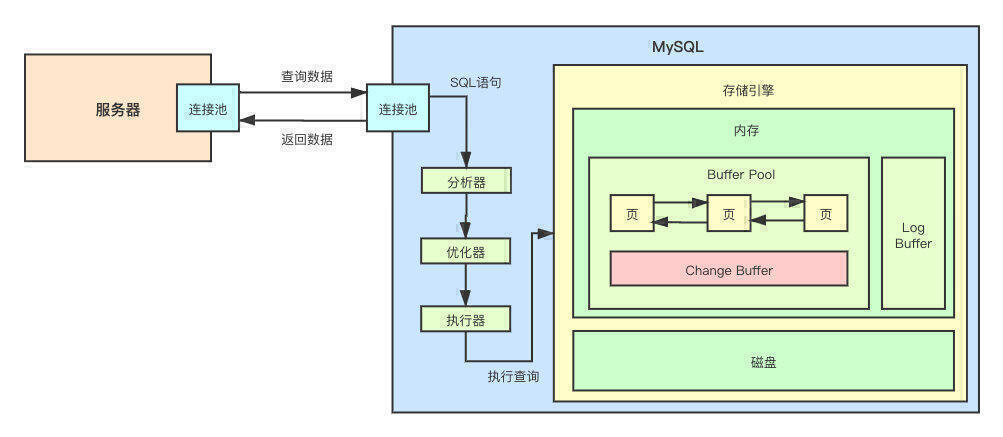 MySQL
服务器
连接池
查询数据
返回数据
连接池
SQL语句
分析器
优化器
执行器
执行查询
存储引擎
内存
Buffer Pool
页
页
页
Change Buffer
Log
Buffer
磁盘